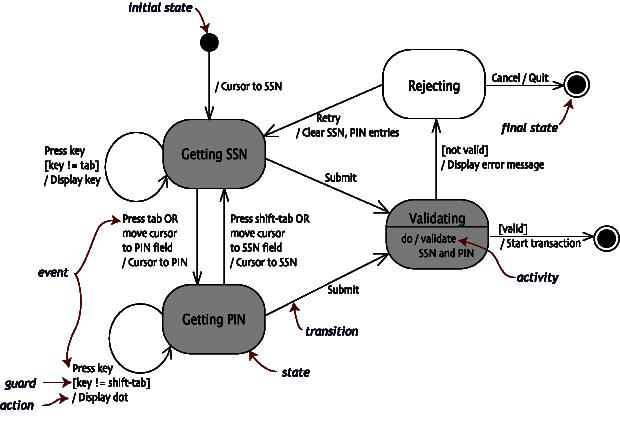 initial state
/ Cursor to SSN
Rejecting
Cancel / Quit
final state
Retry
/ Clear SSN, PIN entries
Press key
[key != tab]
/ Display key
Getting SSN
[not valid]
/ Display error message
Submit
Press tab OR
move cursor
to PIN field
/ Cursor to PIN
Press shift-tab OR
move cursor
to SSN field
/ Cursor to SSN
Validating
do / validate
SSN and PIN
[valid]
/ Start transaction
event
activity
Submit
Getting PIN
transition
state
Press key
guard
[key != shift-tab]
action
/ Display dot